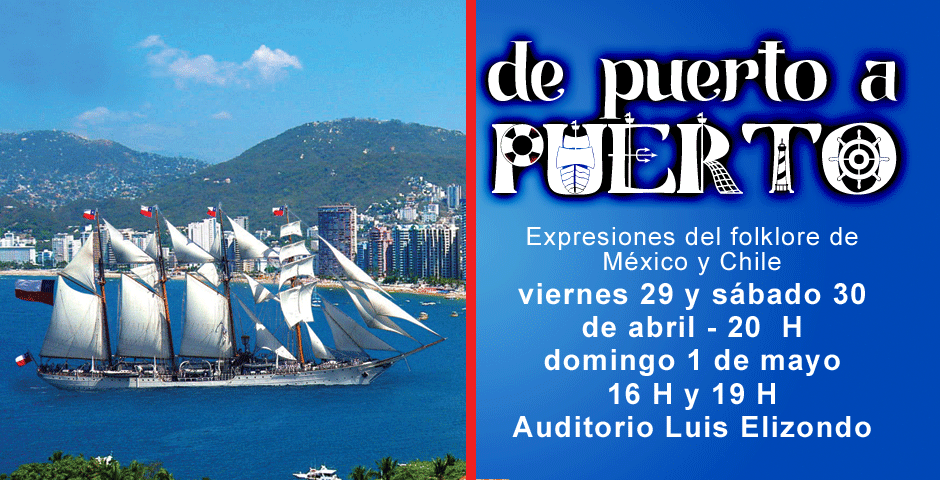 de puerto a
PUERTO
Expresiones del folklore de
México y Chile
viernes 29 y sábado 30
de abril - 20 H
domingo 1 de mayo
16 H y 19 H
Auditorio Luis Elizondo